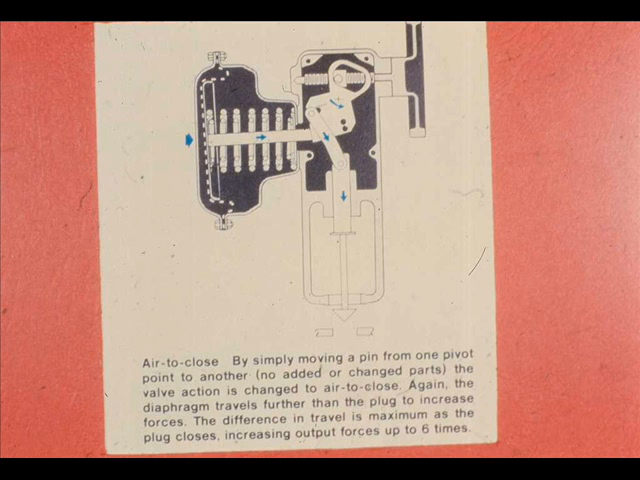 Air-to-close By simply moving a pin from one pivot
point to another (no added or changed parts) the
valve action is changed to air-to-close. Again, the
diaphragm travels further than the plug to increase
forces. The difference in travel is maximum as the
plug closes, increasing output forces up to 6 times.